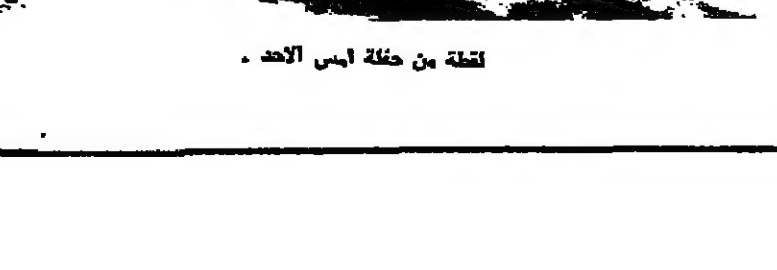 لقطة من حفلة امس الاحد .